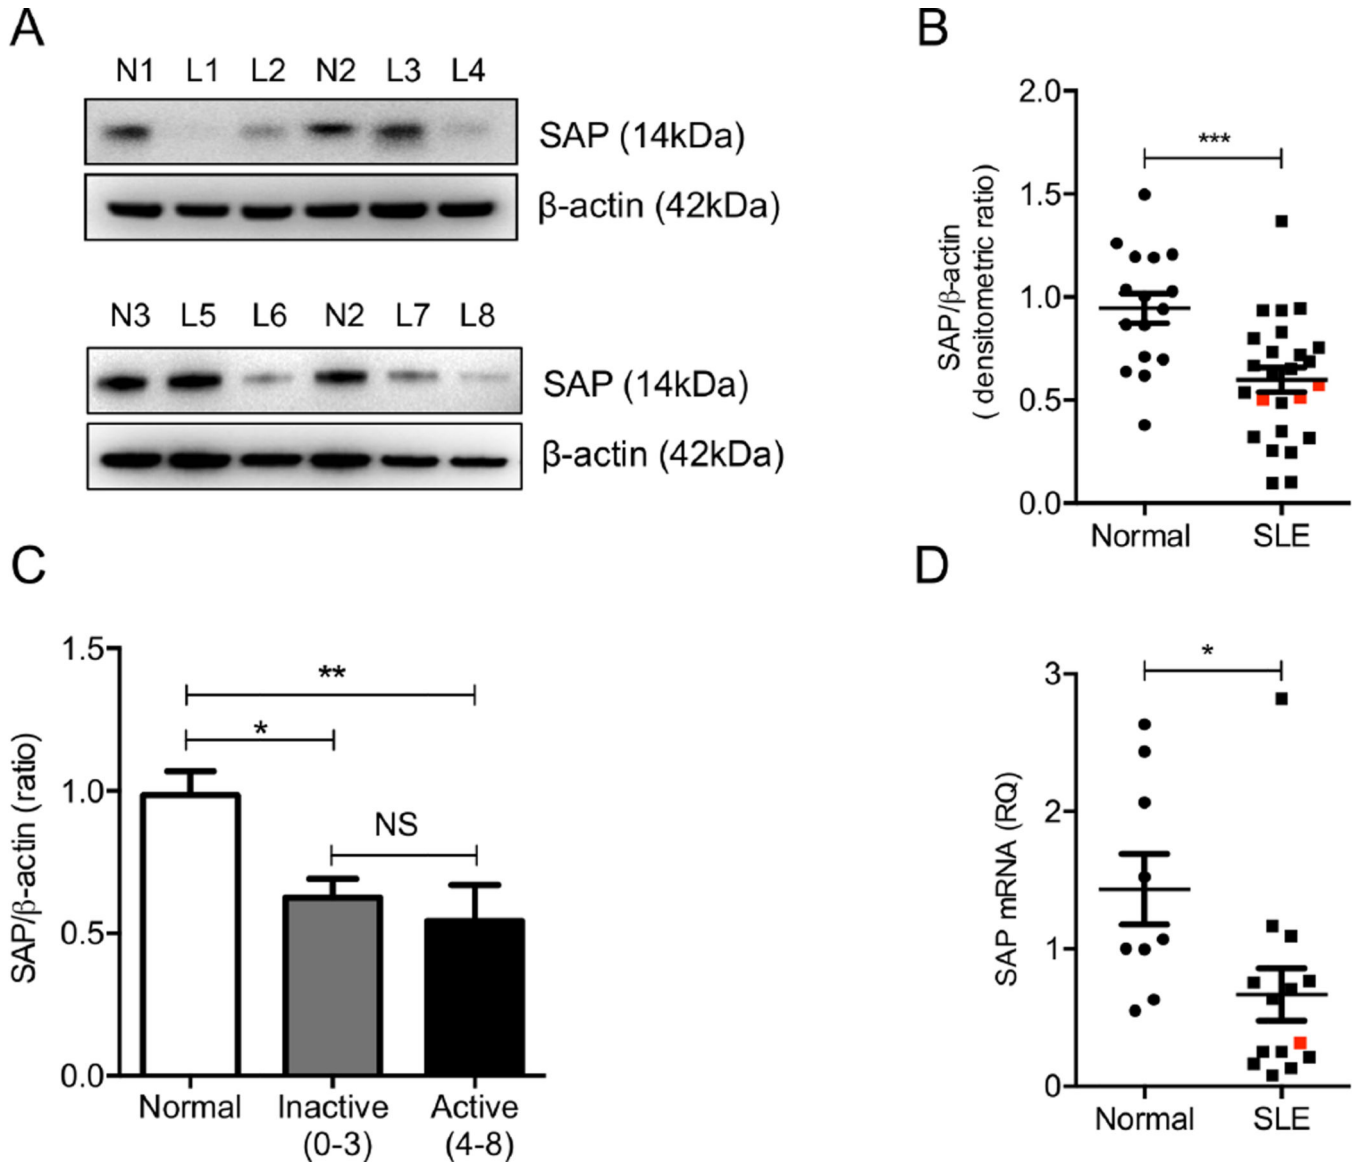 A
N1 L1 L2 N2 L3 L4
SAP (14kDa)
β-actin (42kDa)
N3 L5 L6 N2 L7 L8
SAP (14kDa)
β-actin (42kDa)
B
SAP/β-actin
( densitometric ratio)
2.0
1.5
1.0
0.5
0.0
***
Normal SLE
C
SAP/β-actin (ratio)
1.5
1.0
0.5
0.0
**
*
NS
Normal Inactive Active
(0-3) (4-8)
D
SAP mRNA (RQ)
3
2
1
0
*
Normal SLE